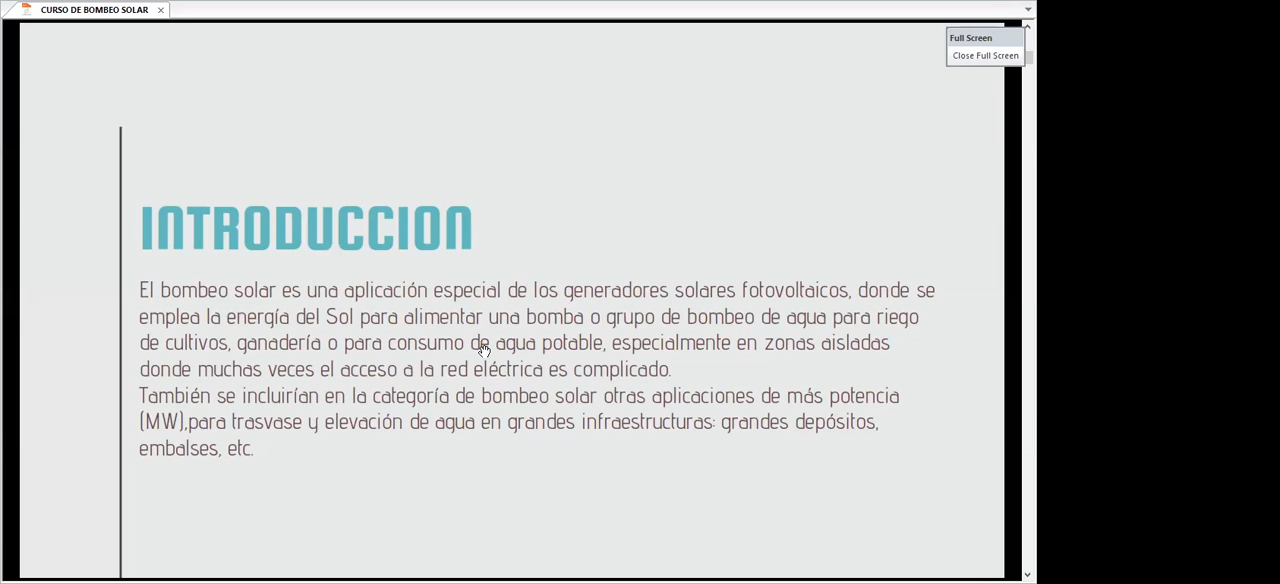 CURSO DE BOMBEO SOLAR
Full Screen
Close Full Screen
INTRODUCCION
El bombeo solar es una aplicación especial de los generadores solares fotovoltaicos, donde se
emplea la energía del Sol para alimentar una bomba o grupo de bombeo de agua para riego
de cultivos, ganadería o para consumo de agua potable, especialmente en zonas aisladas
donde muchas veces el acceso a la red eléctrica es complicado.
También se incluirían en la categoría de bombeo solar otras aplicaciones de más potencia
(MW),para trasvase y elevación de agua en grandes infraestructuras: grandes depósitos,
embalses, etc.